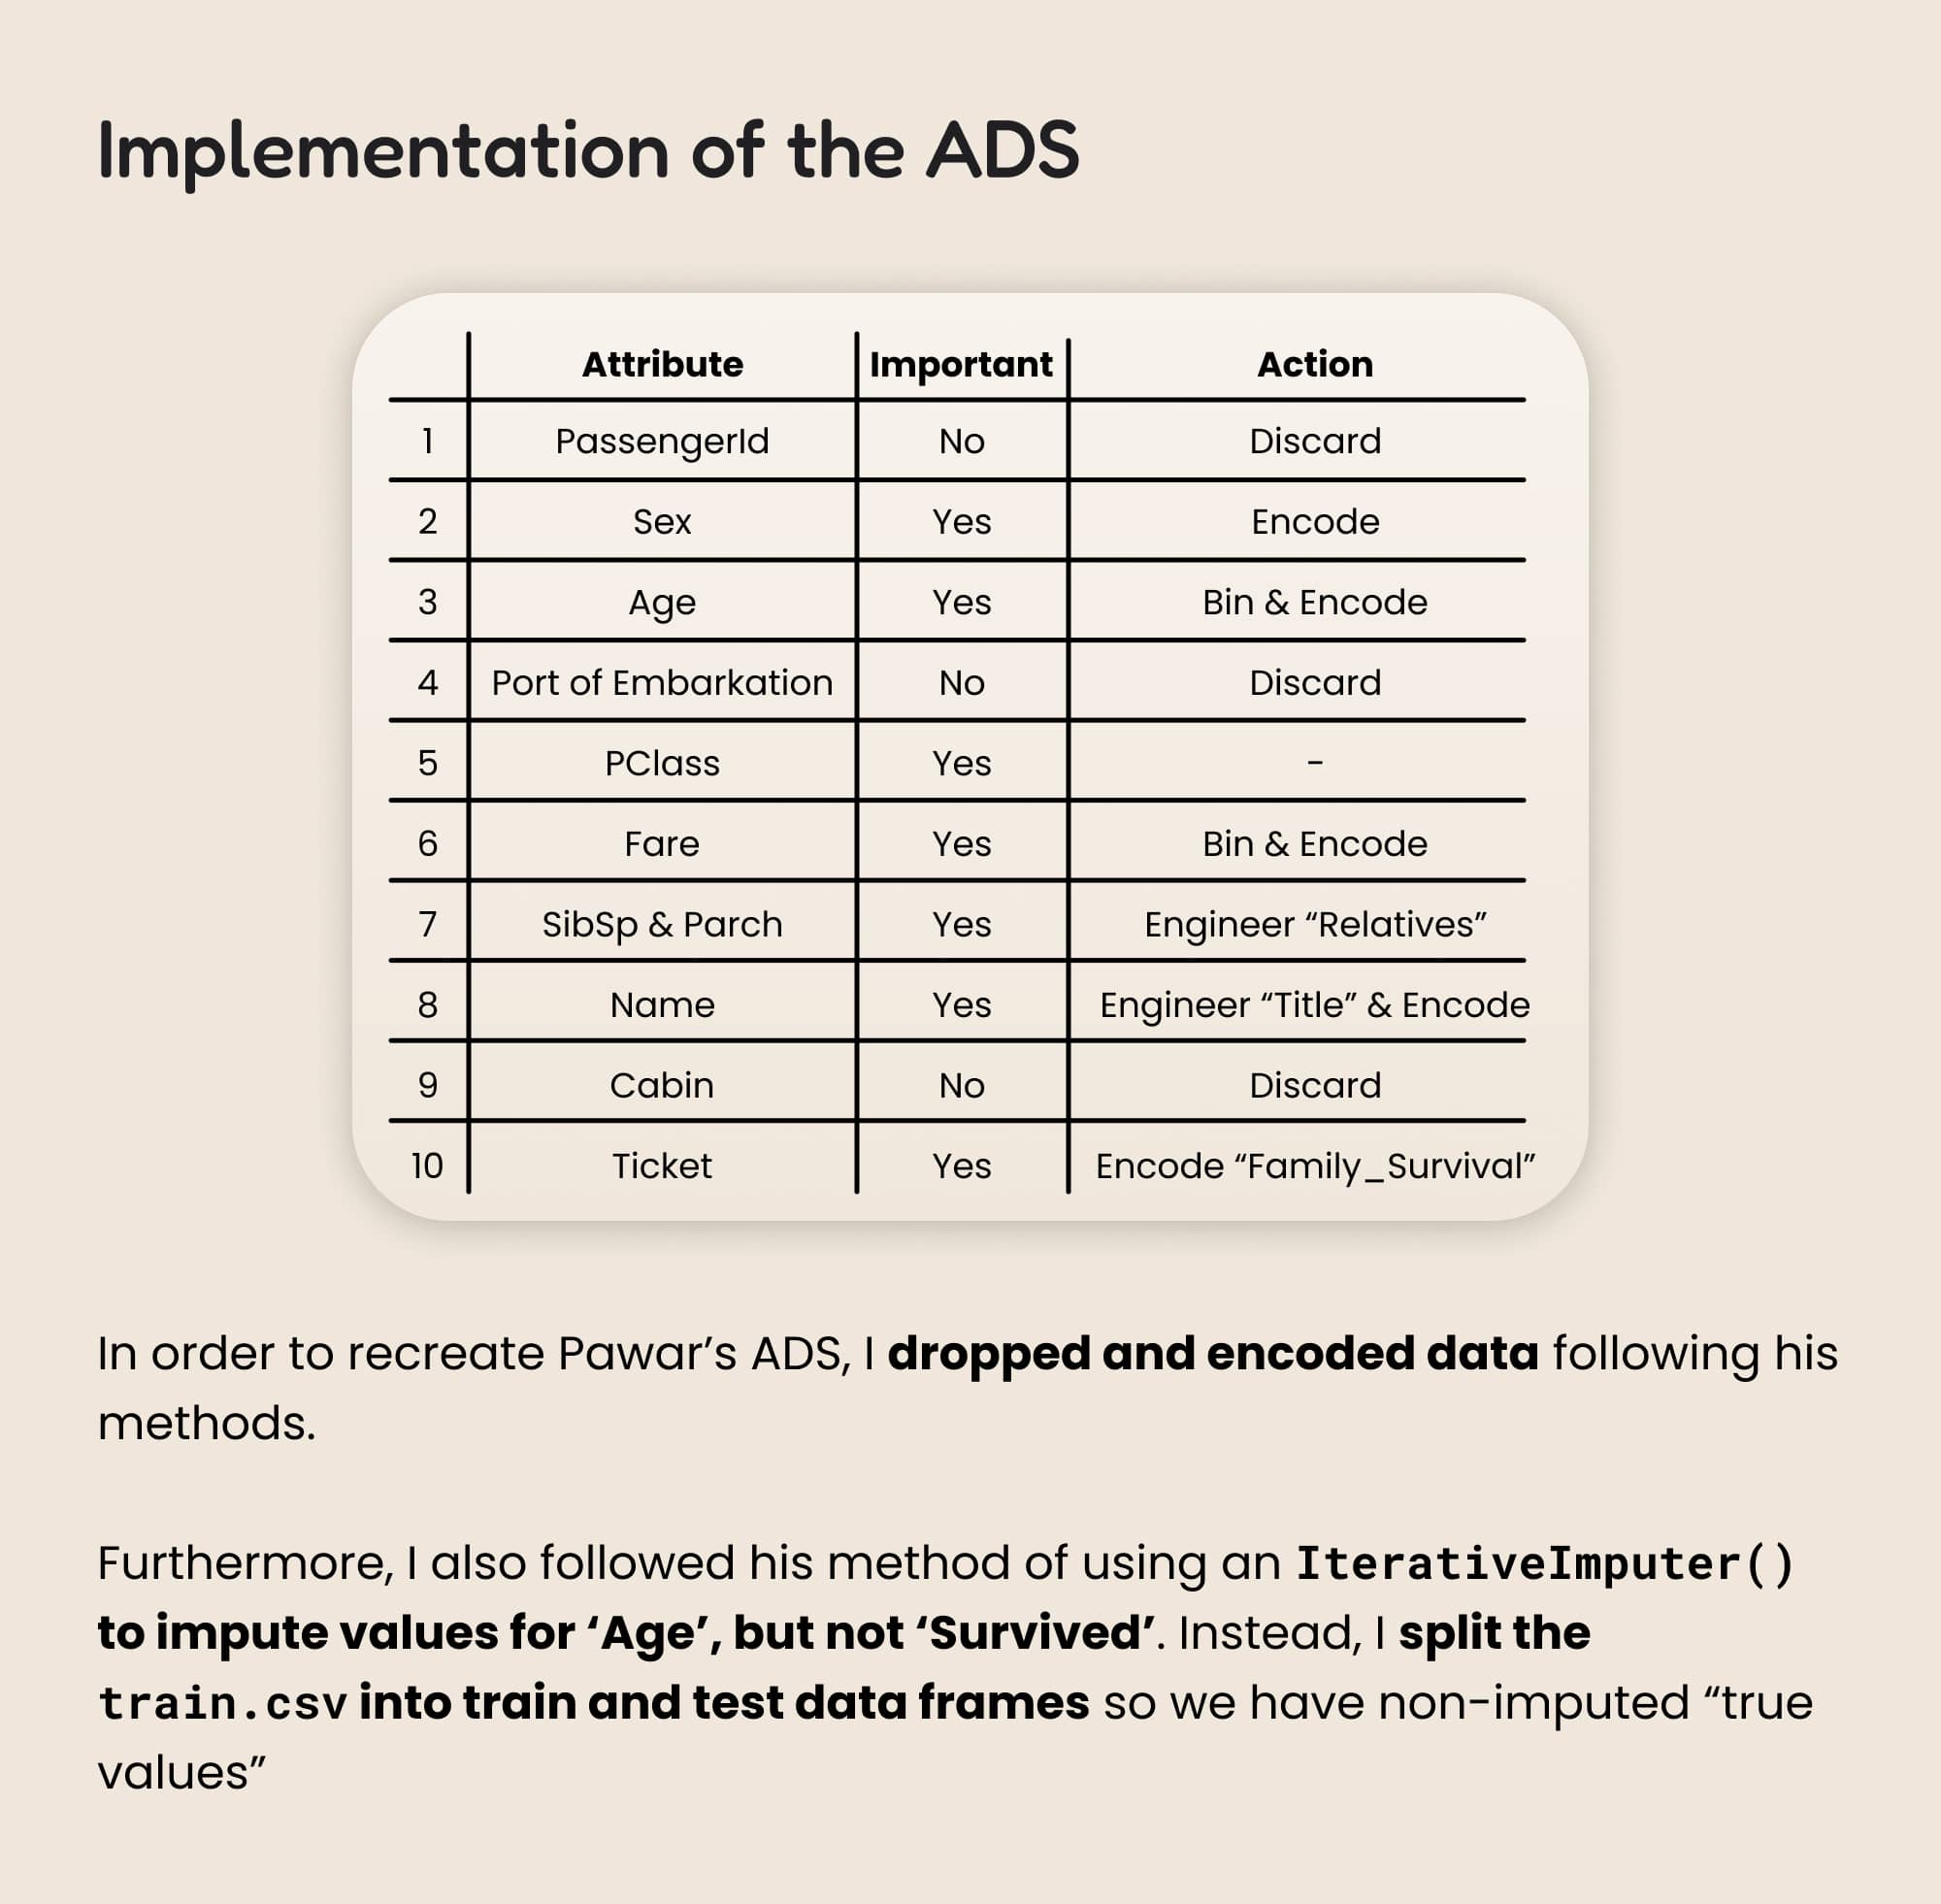 Implementation of the ADS
Attribute Important Action
1 PassengerId No Discard
2 Sex Yes Encode
3 Age Yes Bin & Encode
4 Port of Embarkation No Discard
5 PClass Yes -
6 Fare Yes Bin & Encode
7 SibSp & Parch Yes Engineer “Relatives”
8 Name Yes Engineer “Title” & Encode
9 Cabin No Discard
10 Ticket Yes Encode “Family_Survival”
In order to recreate Pawar’s ADS, I dropped and encoded data following his
methods.
Furthermore, I also followed his method of using an IterativeImputer()
to impute values for ‘Age’, but not ‘Survived’. Instead, I split the
train.csv into train and test data frames so we have non-imputed “true
values”